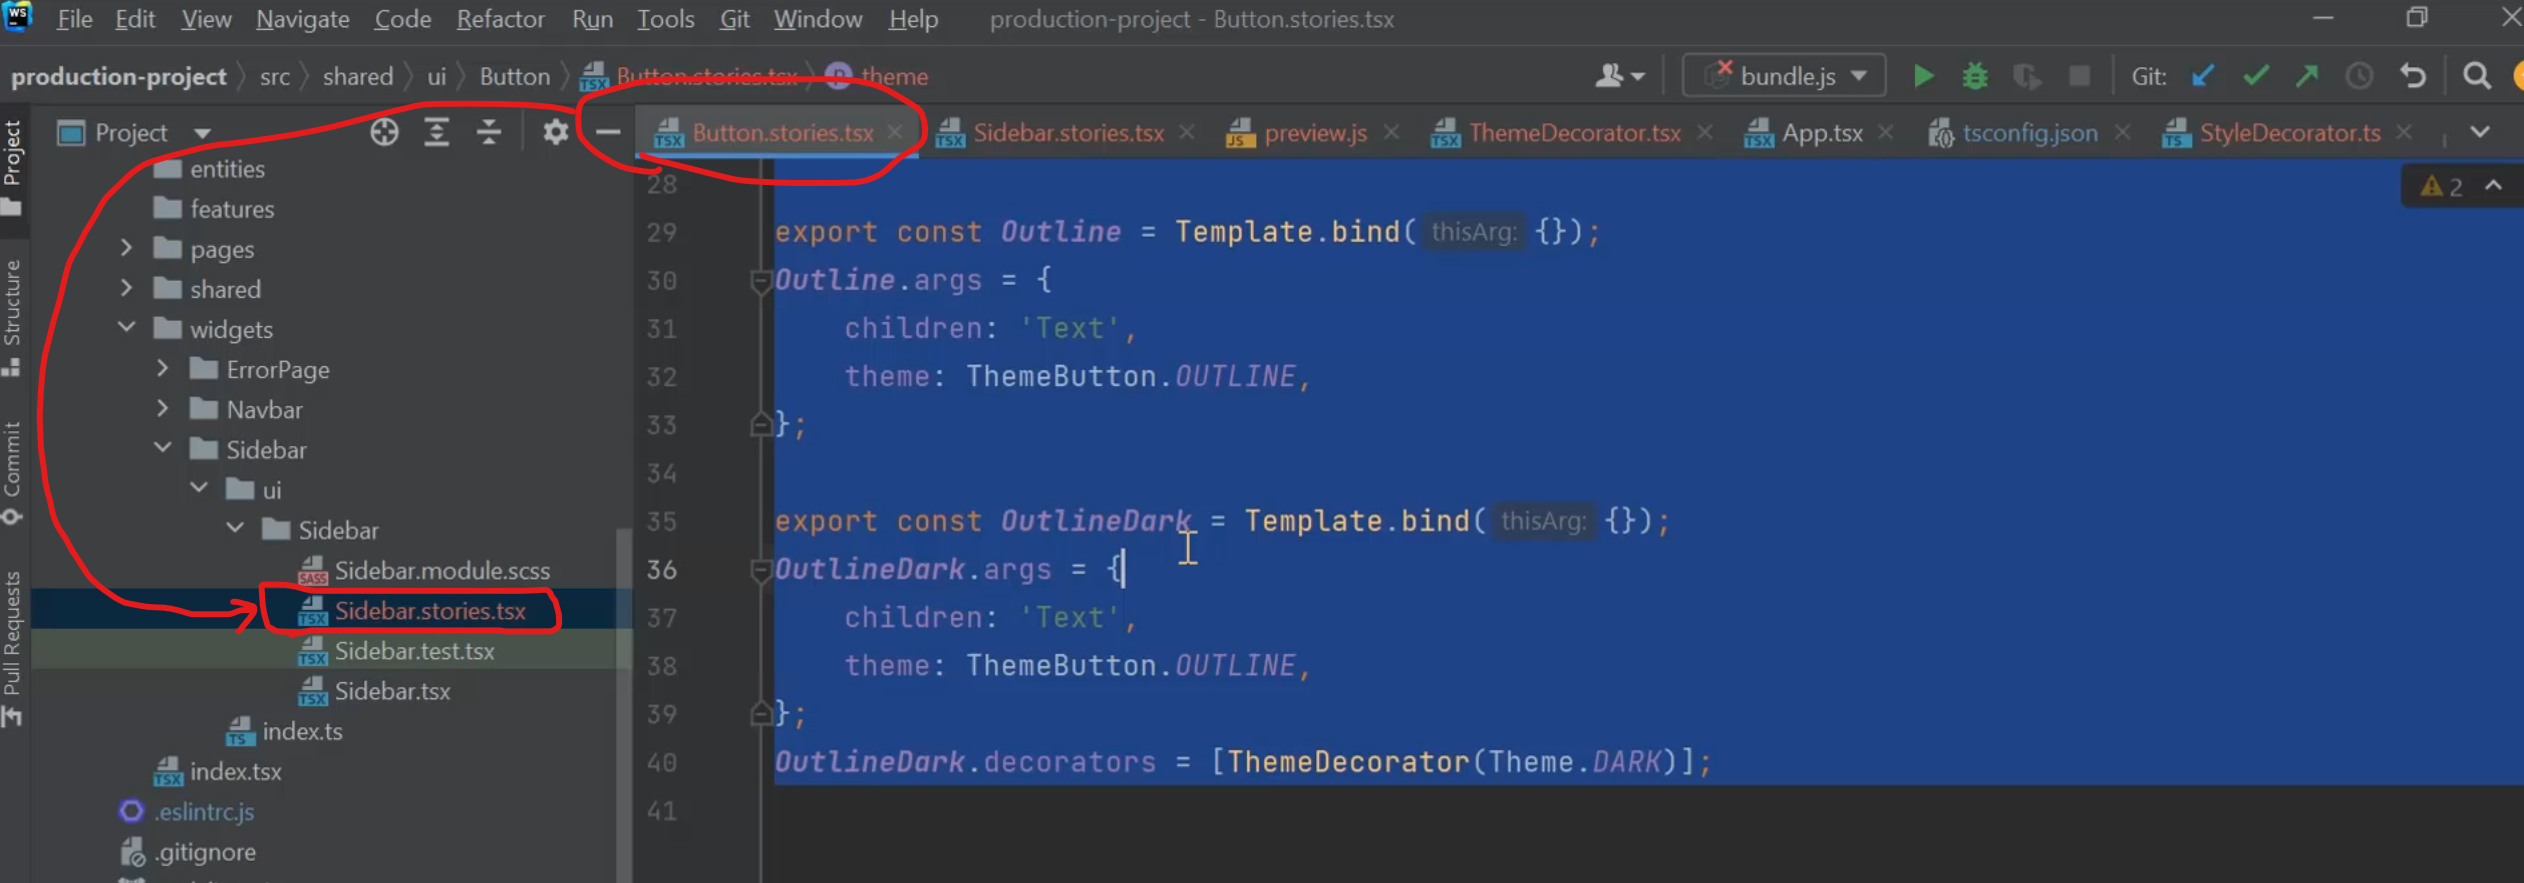 WS File Edit View Navigate Code Refactor Run Tools Git Window Help production-project - Button.stories.tsx
production-project src shared ui Button Button.stories.tsx theme bundle.js Git:
Project Button.stories.tsx Sidebar.stories.tsx preview.js ThemeDecorator.tsx App.tsx tsconfig.json StyleDecorator.ts
Project
Structure
Commit
Pull Requests
entities
features
pages
shared
widgets
ErrorPage
Navbar
Sidebar
ui
Sidebar
Sidebar.module.scss
Sidebar.stories.tsx
Sidebar.test.tsx
Sidebar.tsx
index.ts
index.tsx
.eslintrc.js
.gitignore
2
28
29 export const Outline = Template.bind( thisArg: {});
30 Outline.args = {
31 children: 'Text',
32 theme: ThemeButton.OUTLINE,
33 };
34
35 export const OutlineDark = Template.bind( thisArg: {});
36 OutlineDark.args = {
37 children: 'Text',
38 theme: ThemeButton.OUTLINE,
39 };
40 OutlineDark.decorators = [ThemeDecorator(Theme.DARK)];
41